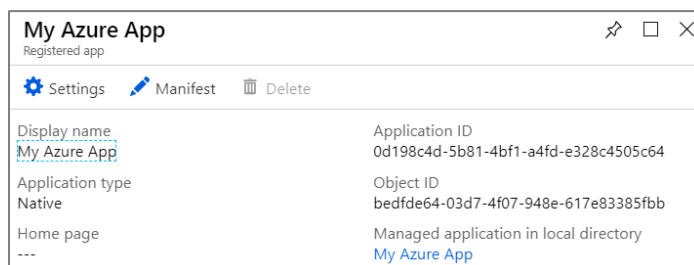 My Azure App
Registered app
Settings Manifest Delete
Display name Application ID
My Azure App 0d198c4d-5b81-4bf1-a4fd-e328c4505c64
Application type Object ID
Native bedfde64-03d7-4f07-948e-617e83385fbb
Home page Managed application in local directory
--- My Azure App